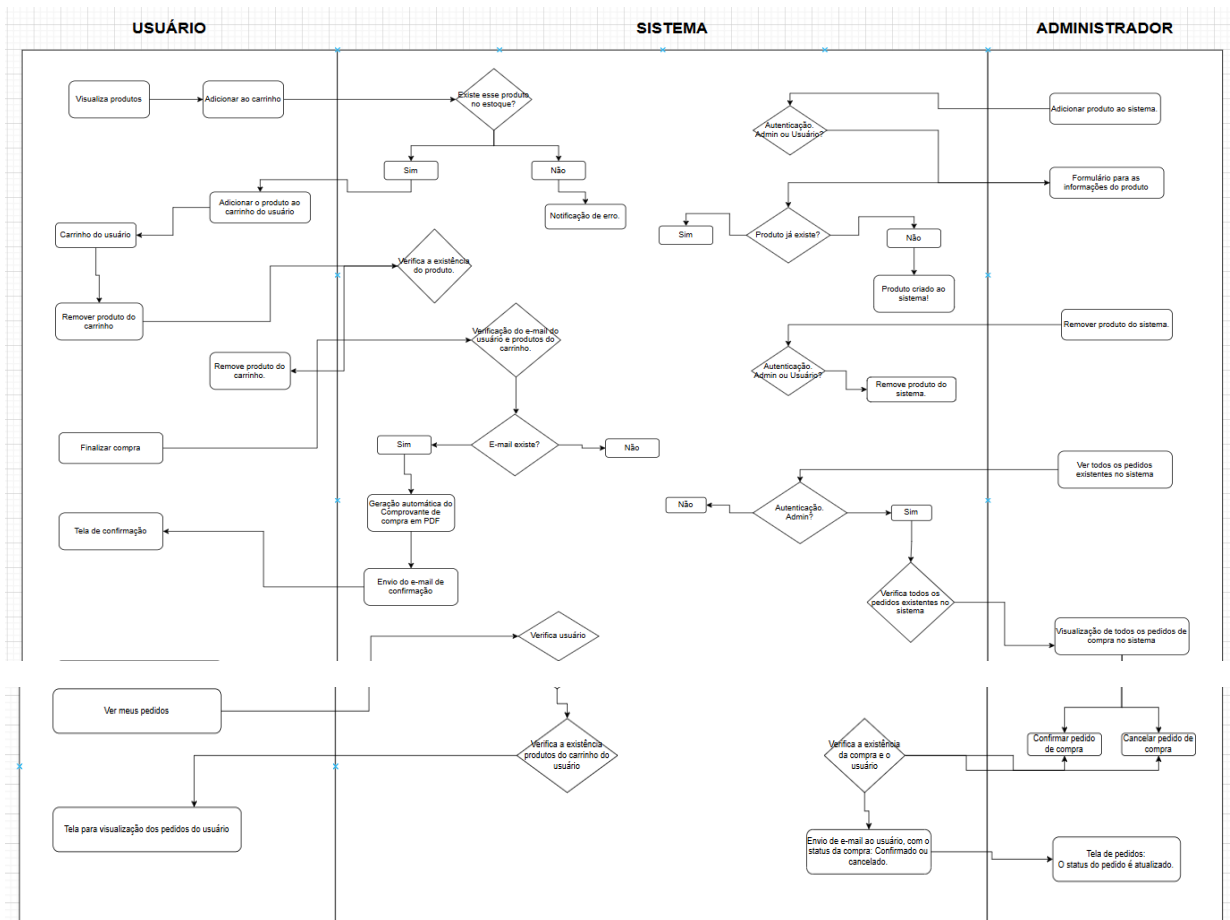 USUÁRIO
SISTEMA
ADMINISTRADOR
Visualiza produtos
Adicionar ao carrinho
Existe esse produto
no estoque?
Sim
Não
Notificação de erro.
Adicionar o produto ao
carrinho do usuário
Carrinho do usuário
Remover produto do
carrinho
Verifica a existência
do produto.
Remove produto do
carrinho.
Finalizar compra
Verificação do e-mail do
usuário e produtos do
carrinho.
E-mail existe?
Sim
Não
Geração automática do
Comprovante de
compra em PDF
Envio do e-mail de
confirmação
Tela de confirmação
Adicionar produto ao sistema.
Autenticação.
Admin ou Usuário?
Formulário para as
informações do produto
Produto já existe?
Sim
Não
Produto criado ao
sistema!
Remover produto do sistema.
Autenticação.
Admin ou Usuário?
Remove produto do
sistema.
Ver todos os pedidos
existentes no sistema
Autenticação.
Admin?
Não
Sim
Verifica todos os
pedidos existentes no
sistema
Visualização de todos os pedidos de
compra no sistema
Verifica usuário
Ver meus pedidos
Verifica a existência
produtos do carrinho do
usuário
Tela para visualização dos pedidos do usuário
Confirmar pedido
de compra
Cancelar pedido de
compra
Verifica a existência
da compra e o
usuário
Envio de e-mail ao usuário, com o
status da compra: Confirmado ou
cancelado.
Tela de pedidos:
O status do pedido é atualizado.